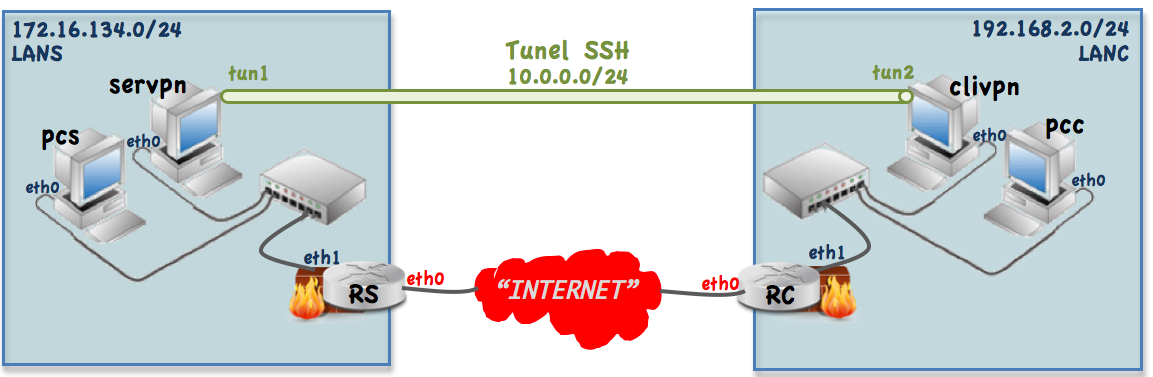 172.16.134.0/24
LANS
servpn
tun1
pcs
eth0
eth0
eth1
RS
eth0
Tunel SSH
10.0.0.0/24
"INTERNET"
192.168.2.0/24
LANC
tun2
clivpn
pcc
eth0
eth0
eth1
eth0
RC